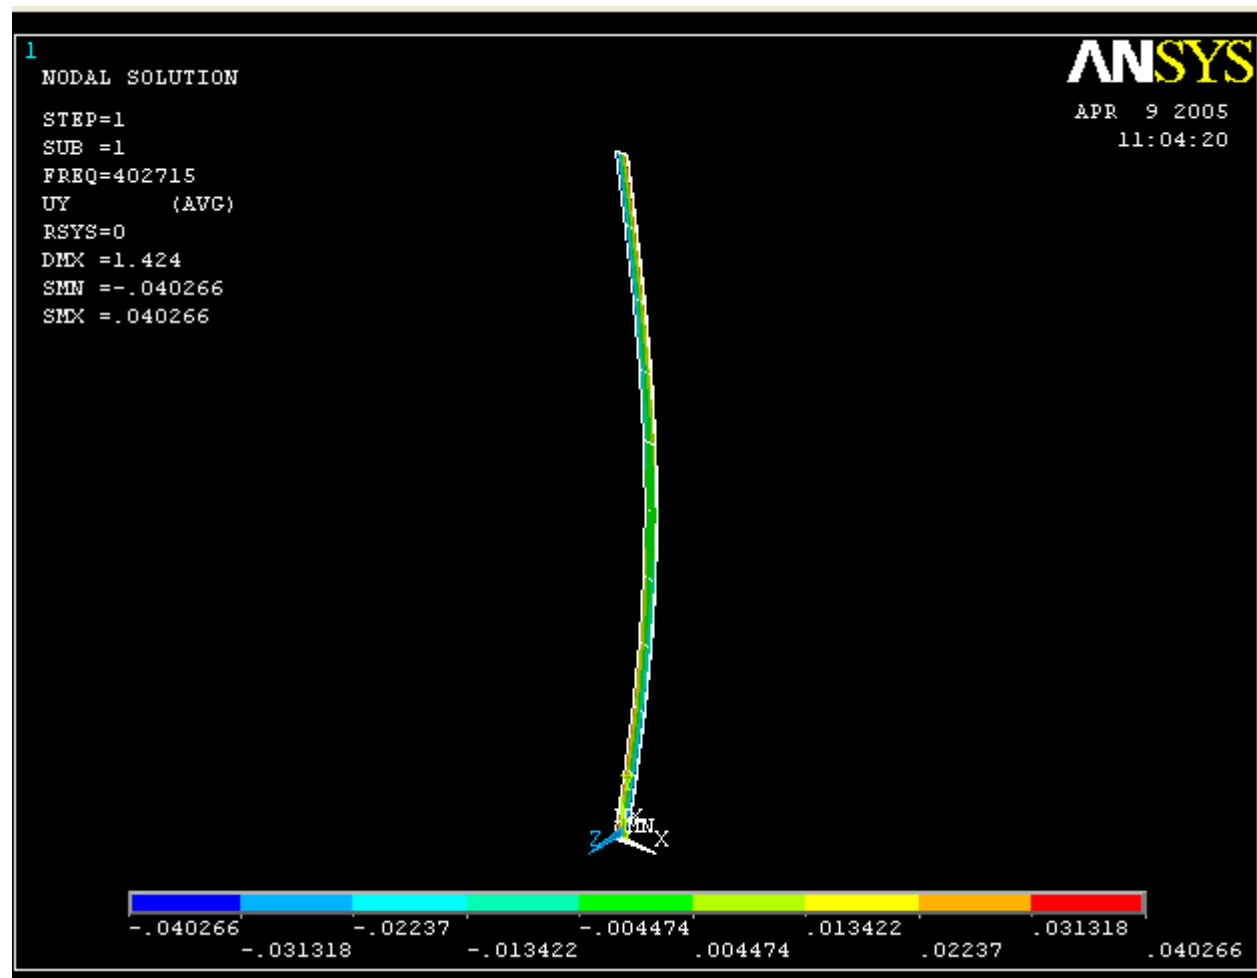 1
NODAL SOLUTION
STEP=1
SUB =1
FREQ=402715
UY (AVG)
RSYS=0
DMX =1.424
SMN =-.040266
SMX =.040266
ANSYS
APR 9 2005
11:04:20
MN
Z X
-.040266 -.02237 -.004474 .013422 .031318
-.031318 -.013422 .004474 .02237 .040266